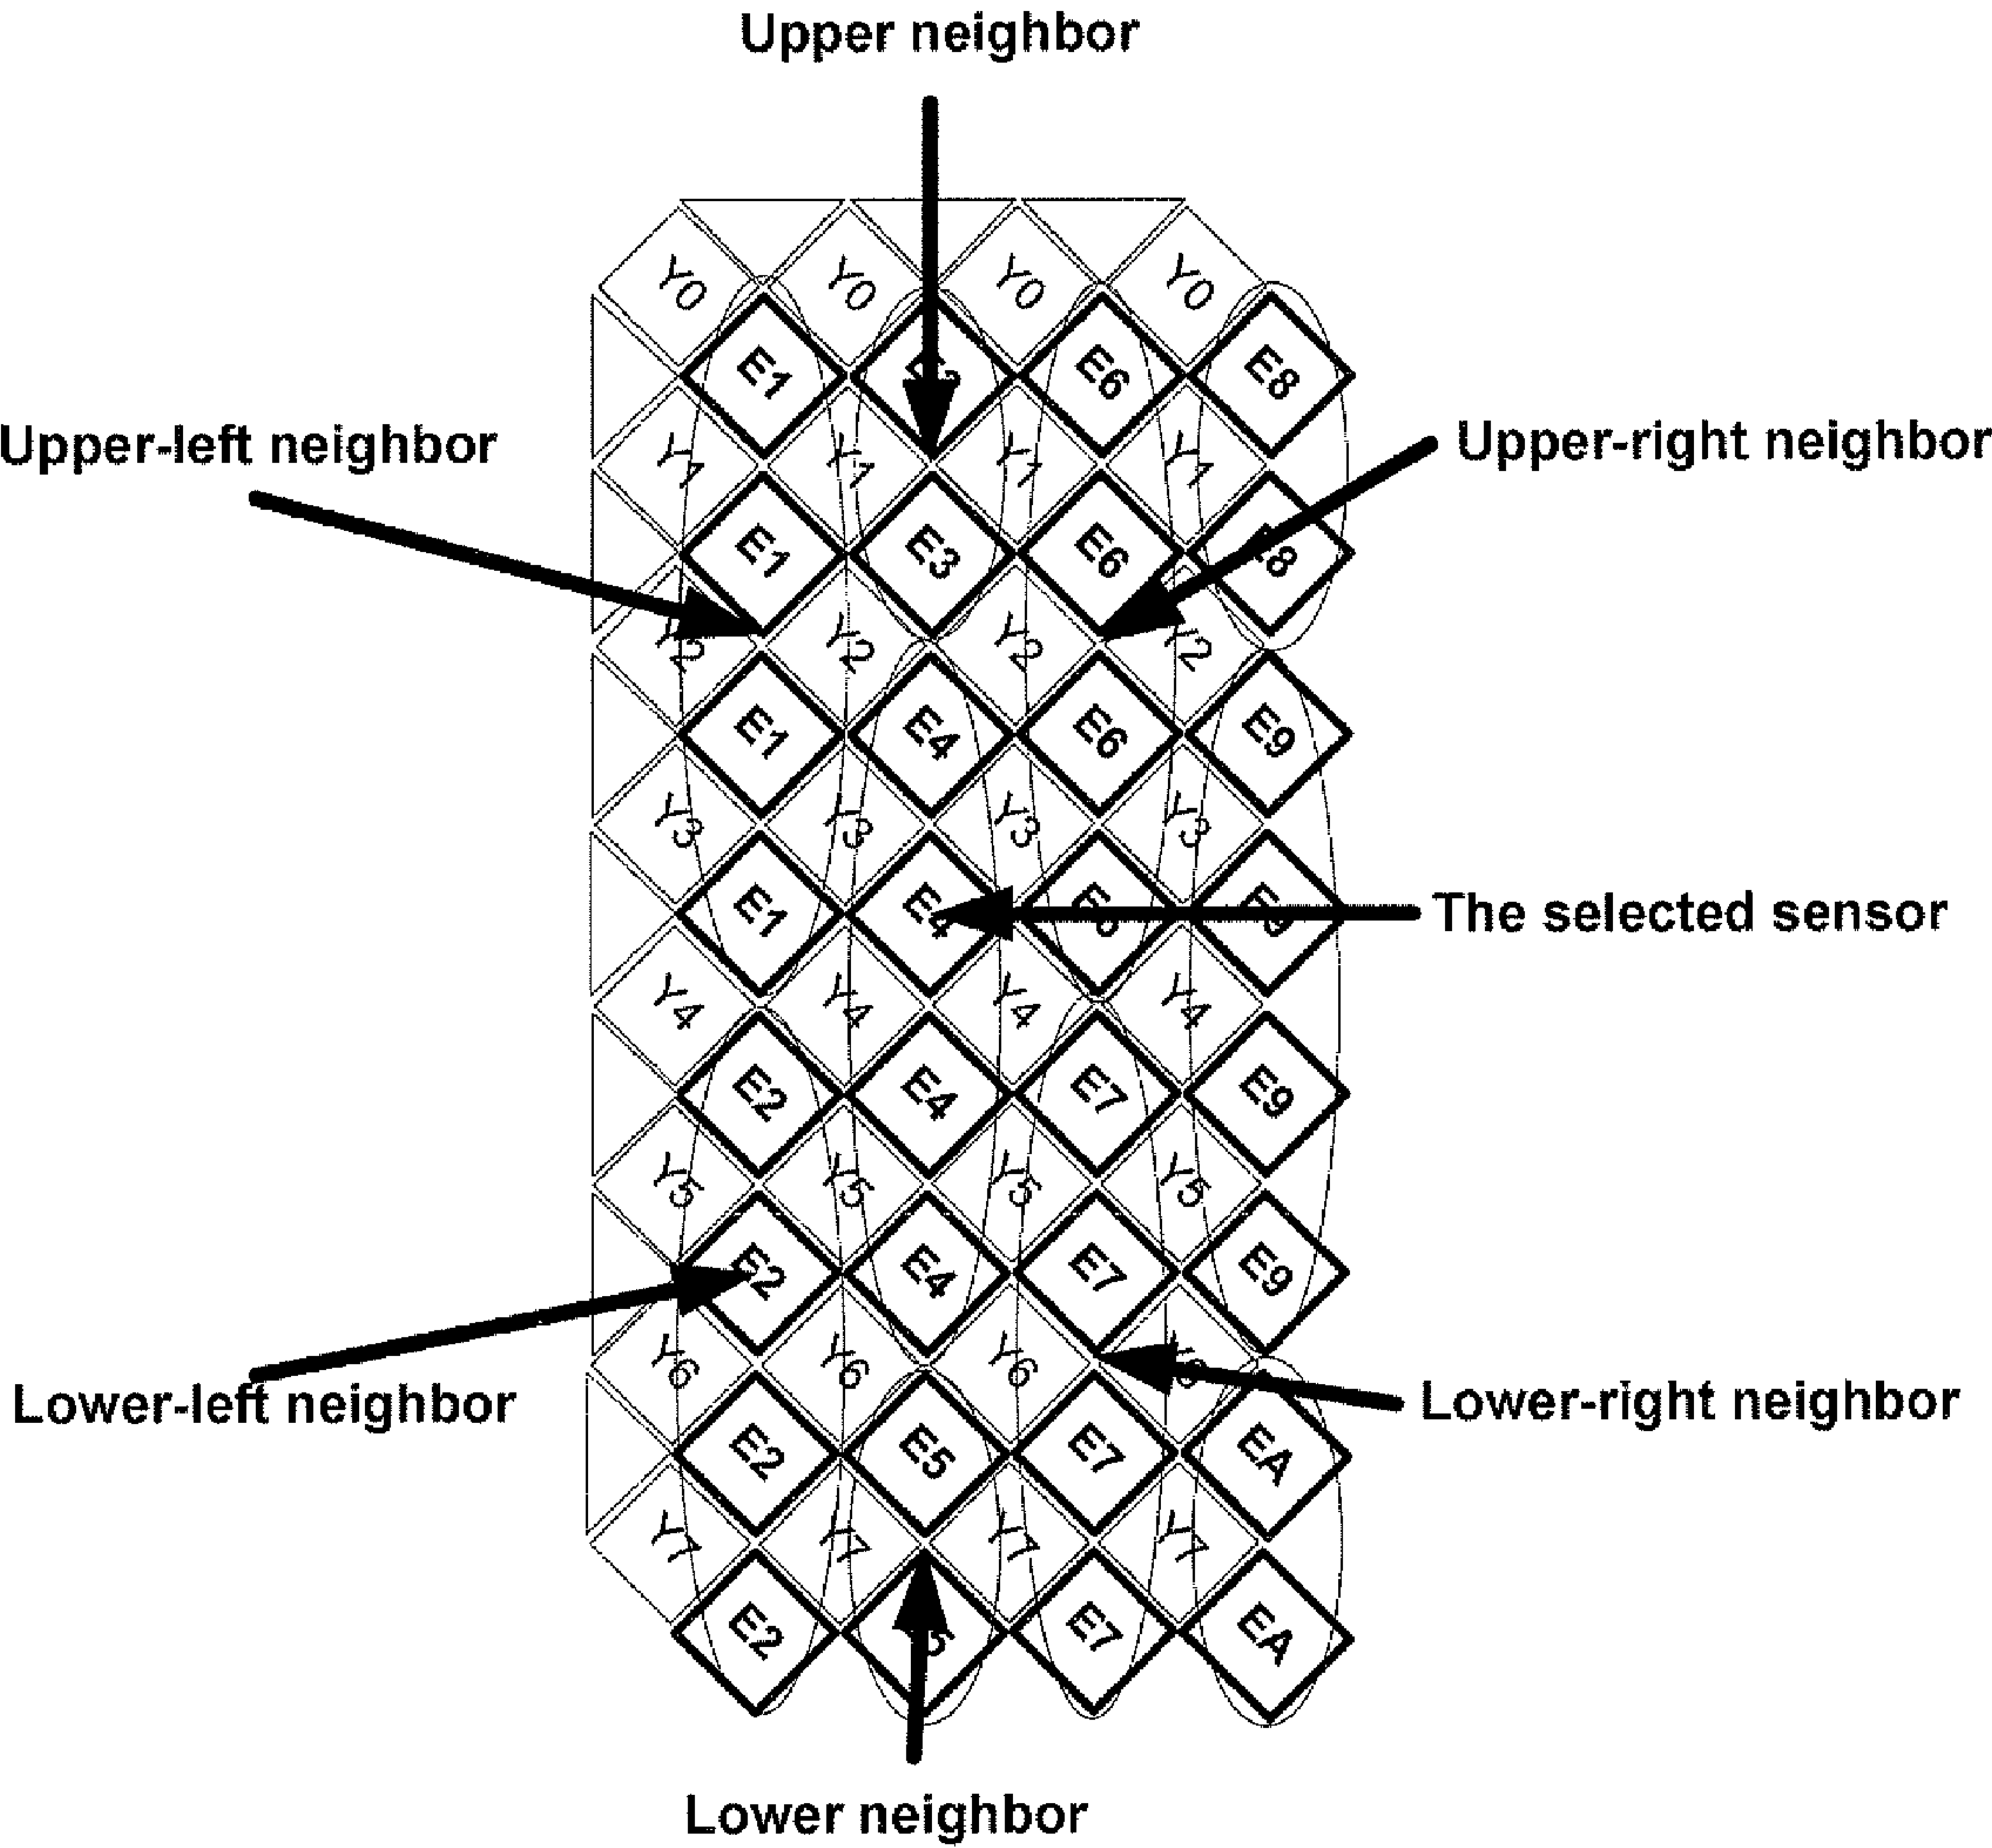 Upper neighbor
Y0 Y0 Y0 Y0
E1 E6 E8
Upper-left neighbor
Upper-right neighbor
Y1 Y1 Y1 Y1
E1 E3 E6
Y2 Y2 Y2 Y2
E1 E4 E6 E9
Y3 Y3 Y3 Y3
E1 E4
The selected sensor
Y4 Y4 Y4 Y4
E2 E4 E7 E9
Y5 Y5 Y5 Y5
E2 E4 E7 E9
Y6 Y6 Y6
Lower-left neighbor
Lower-right neighbor
E2 E5 E7 EA
Y7 Y7 Y7 Y7
E2 E7 EA
Lower neighbor